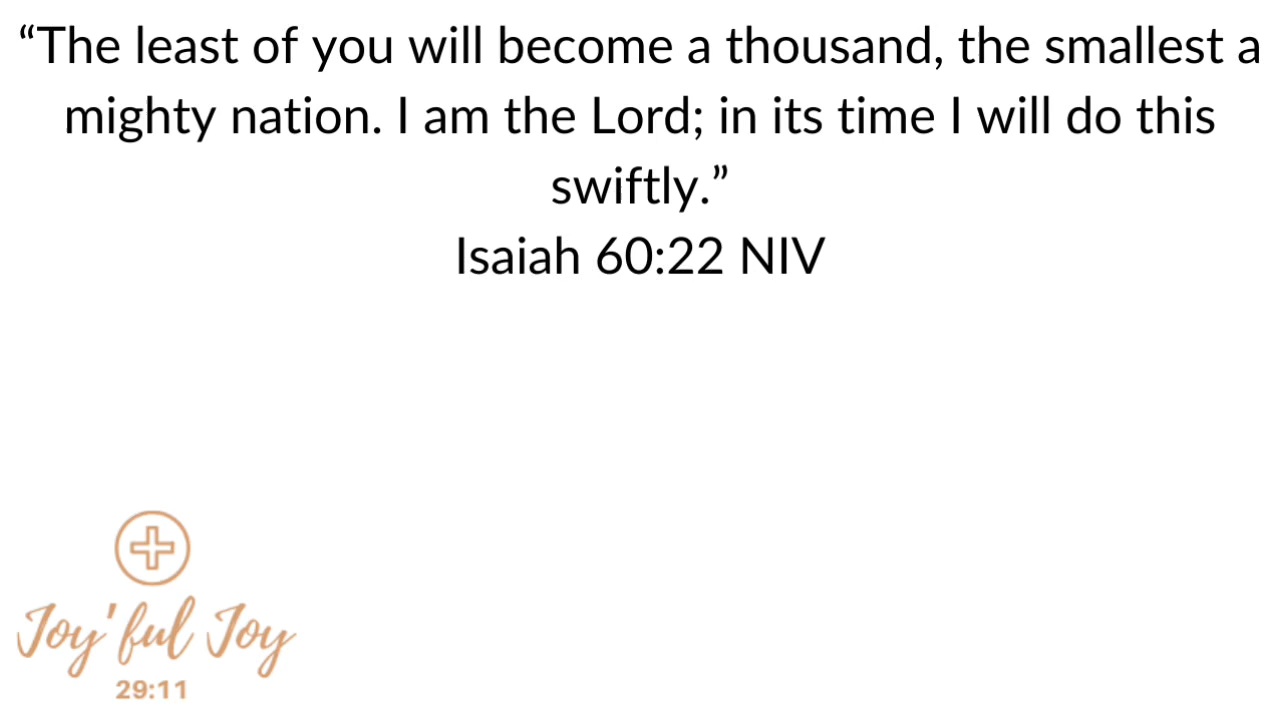 “The least of you will become a thousand, the smallest a
mighty nation. I am the Lord; in its time I will do this
swiftly.”
Isaiah 60:22 NIV
Joy'ful Joy
29:11